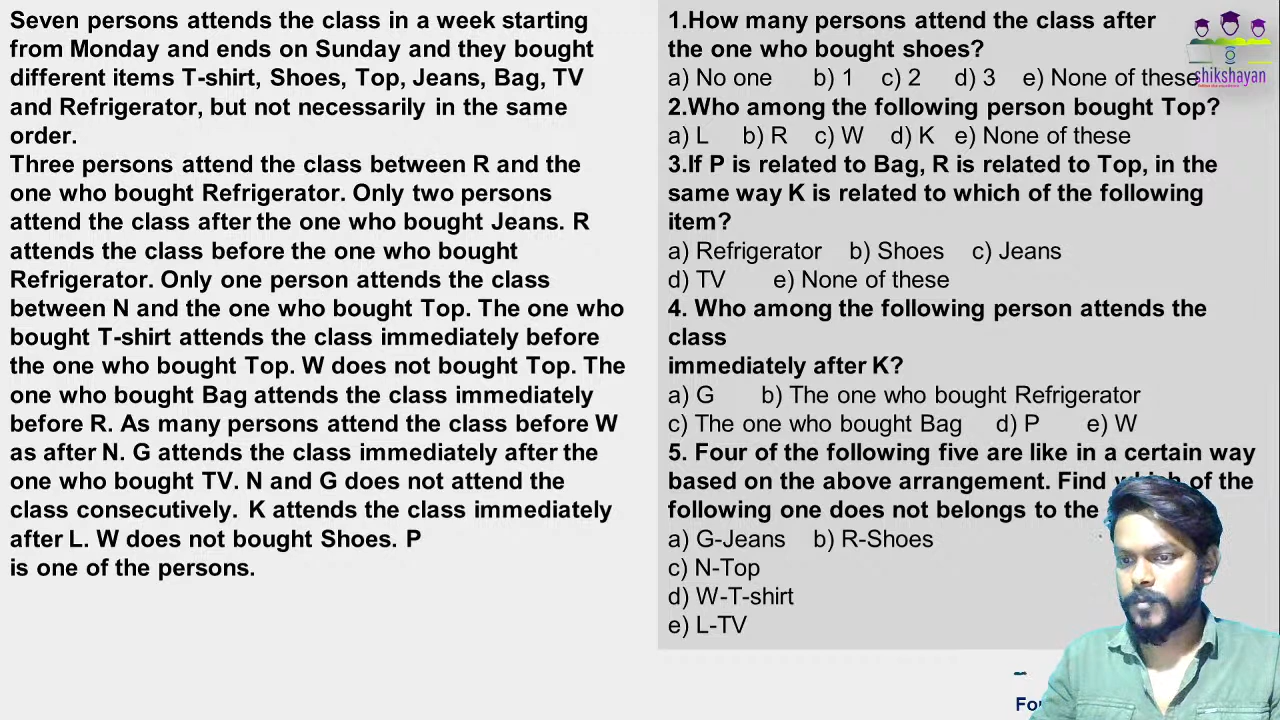 Seven persons attends the class in a week starting
from Monday and ends on Sunday and they bought
different items T-shirt, Shoes, Top, Jeans, Bag, TV
and Refrigerator, but not necessarily in the same
order.
Three persons attend the class between R and the
one who bought Refrigerator. Only two persons
attend the class after the one who bought Jeans. R
attends the class before the one who bought
Refrigerator. Only one person attends the class
between N and the one who bought Top. The one who
bought T-shirt attends the class immediately before
the one who bought Top. W does not bought Top. The
one who bought Bag attends the class immediately
before R. As many persons attend the class before W
as after N. G attends the class immediately after the
one who bought TV. N and G does not attend the
class consecutively. K attends the class immediately
after L. W does not bought Shoes. P
is one of the persons.
1.How many persons attend the class after
the one who bought shoes?
a) No one b) 1 c) 2 d) 3 e) None of these
2.Who among the following person bought Top?
a) L b) R c) W d) K e) None of these
3.If P is related to Bag, R is related to Top, in the
same way K is related to which of the following
item?
a) Refrigerator b) Shoes c) Jeans
d) TV e) None of these
4. Who among the following person attends the
class
immediately after K?
a) G b) The one who bought Refrigerator
c) The one who bought Bag d) P e) W
5. Four of the following five are like in a certain way
based on the above arrangement. Find which of the
following one does not belongs to the
a) G-Jeans b) R-Shoes
c) N-Top
d) W-T-shirt
e) L-TV
shikshayan